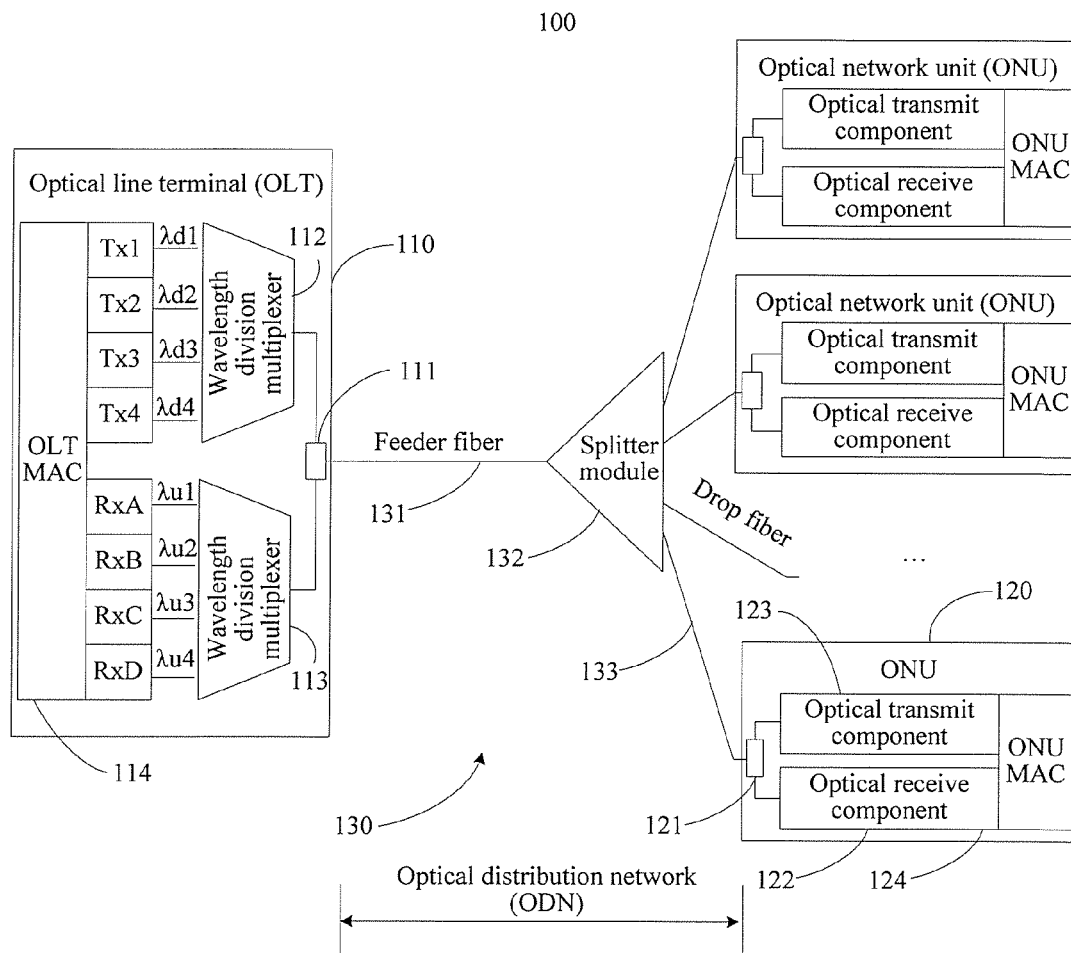 100
Optical network unit (ONU)
Optical transmit
component
Optical receive
component
ONU
MAC
Optical line terminal (OLT)
OLT
MAC
Tx1
λd1
Tx2
λd2
Tx3
λd3
Tx4
λd4
Wavelength
division
multiplexer
112
110
111
RxA
λu1
RxB
λu2
RxC
λu3
RxD
λu4
Wavelength
division
multiplexer
113
114
Feeder fiber
131
Splitter
module
132
Optical network unit (ONU)
Optical transmit
component
Optical receive
component
ONU
MAC
Drop fiber
...
133
120
123
ONU
Optical transmit
component
Optical receive
component
ONU
MAC
121
122
124
130
Optical distribution network
(ODN)